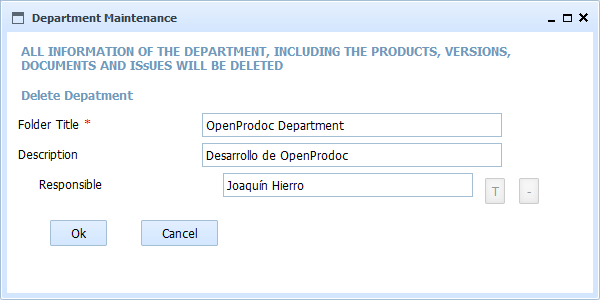 Department Maintenance
ALL INFORMATION OF THE DEPARTMENT, INCLUDING THE PRODUCTS, VERSIONS,
DOCUMENTS AND ISsUES WILL BE DELETED
Delete Depatment
Folder Title * OpenProdoc Department
Description Desarrollo de OpenProdoc
Responsible Joaquín Hierro T -
Ok Cancel